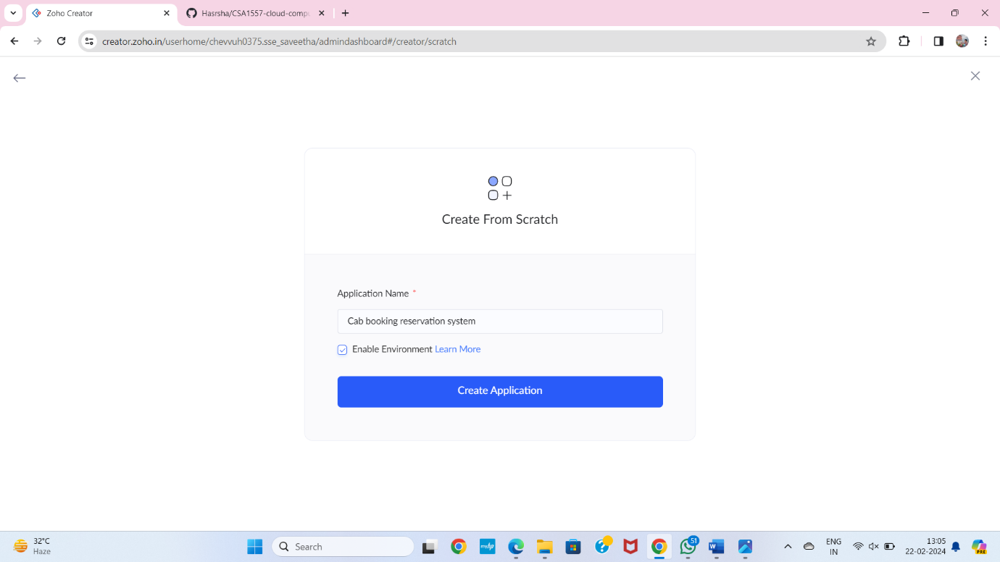 Zoho Creator
Hasrsha/CSA1557-cloud-compu
creator.zoho.in/userhome/chevvuh0375.sse_saveetha/admindashboard#/creator/scratch
Create From Scratch
Application Name *
Cab booking reservation system
Enable Environment Learn More
Create Application
32°C
Haze
Search
myhp
51
W
PRE
ENG
IN
13:05
22-02-2024